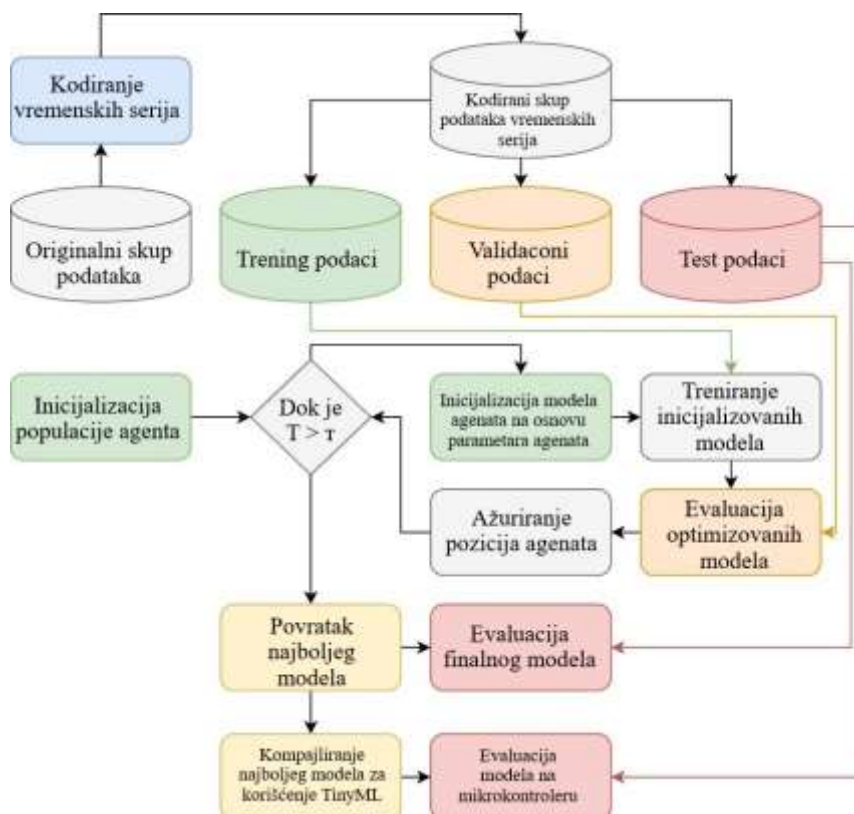 Kodiranje
vremenskih serija
Kodirani skup
podataka vremenskih
serija
Originalni skup
podataka
Trening podaci
Validaconi
podaci
Test podaci
Inicijalizacija
populacije agenta
Dok je
T > τ
Inicijalizacija modela
agenata na osnovu
parametara agenata
Treniranje
inicijalizovanih
modela
Ažuriranje
pozicija agenata
Evaluacija
optimizovanih
modela
Povratak
najboljeg
modela
Evaluacija
finalnog modela
Kompajliranje
najboljeg modela za
korišćenje TinyML
Evaluacija
modela na
mikrokontroleru